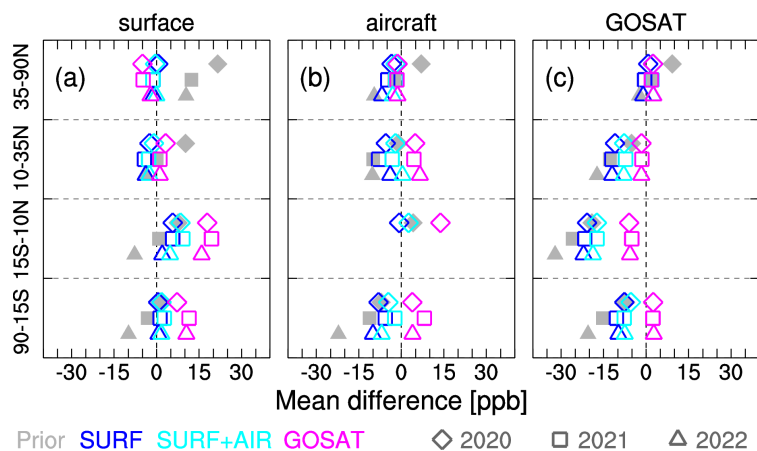 surface aircraft GOSAT
(a) (b) (c)
35-90N
10-35N
15S-10N
90-15S
-30 -15 0 15 30 -30 -15 0 15 30 -30 -15 0 15 30
Mean difference [ppb]
Prior SURF SURF+AIR GOSAT 2020 2021 2022